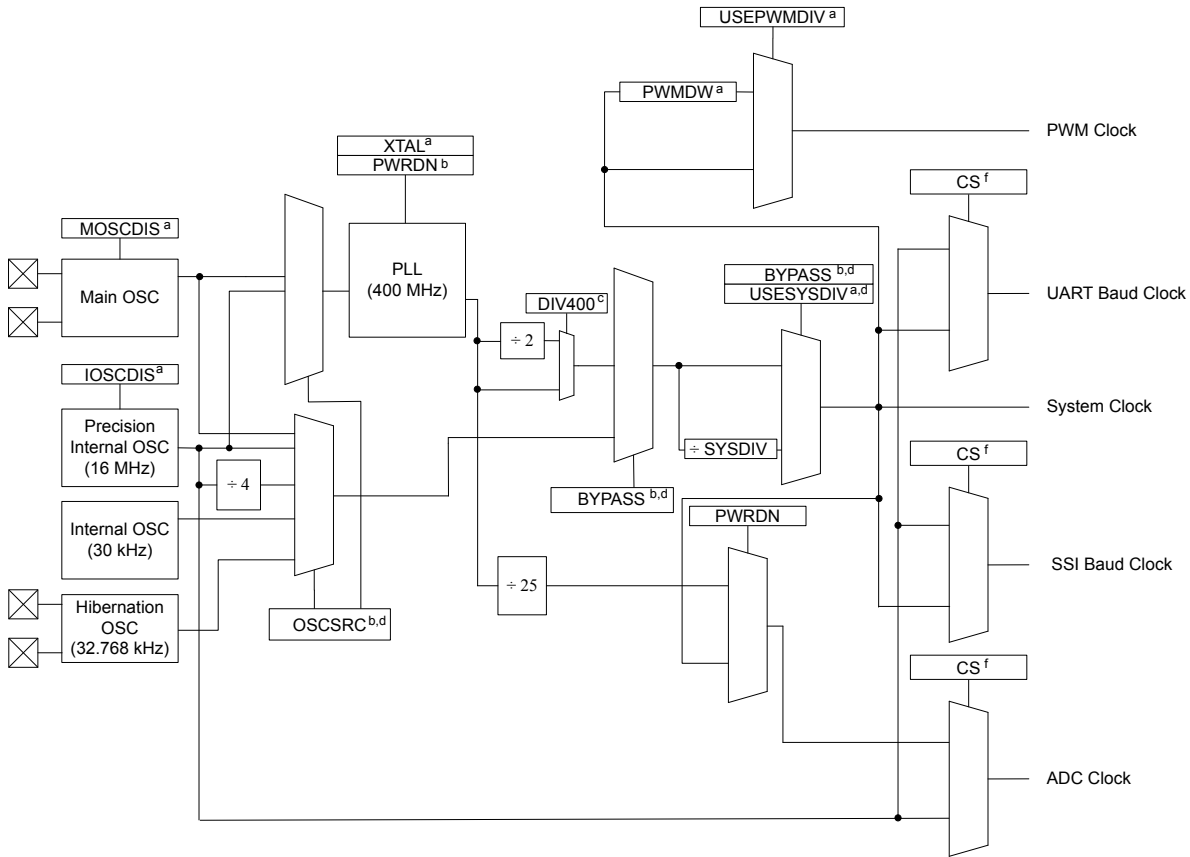 USEPWMDIV a
PWMDW a
PWM Clock
XTAL a
PWRDN b
CS f
MOSCDIS a
Main OSC
PLL
(400 MHz)
BYPASS b,d
USESYSDIV a,d
DIV400 c
UART Baud Clock
÷ 2
IOSCDIS a
Precision
Internal OSC
(16 MHz)
System Clock
÷ SYSDIV
CS f
÷ 4
BYPASS b,d
PWRDN
Internal OSC
(30 kHz)
÷ 25
SSI Baud Clock
Hibernation
OSC
(32.768 kHz)
OSCSRC b,d
CS f
ADC Clock